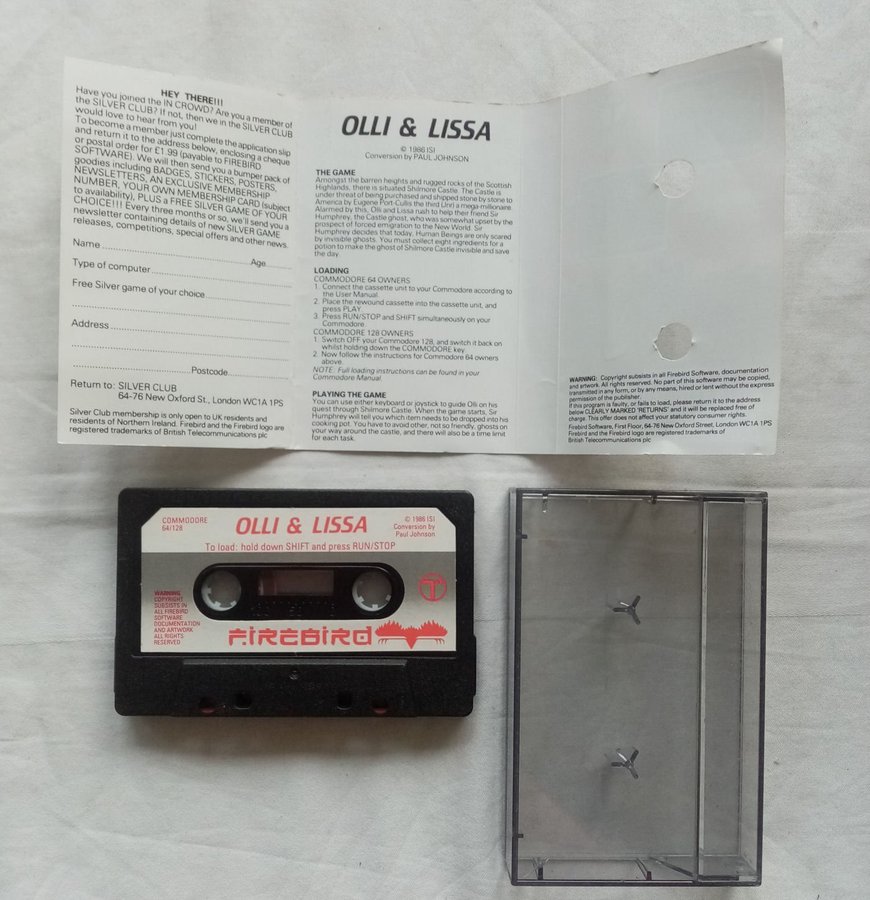 HEY THERE!!!
Have you joined the IN CROWD? Are you a member of
the SILVER CLUB? If not, then we in the SILVER CLUB
would love to hear from you!
To become a member just complete the application slip
and return it to the address below, enclosing a cheque
or postal order for £1.99 (payable to FIREBIRD
SOFTWARE). We will then send you a bumper pack of
goodies including BADGES, STICKERS, POSTERS,
NEWSLETTERS, AN EXCLUSIVE MEMBERSHIP
NUMBER, YOUR OWN MEMBERSHIP CARD (subject
to availability), PLUS a FREE SILVER GAME OF YOUR
CHOICE!!! Every three months or so, we'll send you a
newsletter containing details of new SILVER GAME
releases, competitions, special offers and other news.
Name Age
Type of computer
Free Silver game of your choice
Address
Postcode
Return to: SILVER CLUB
64-76 New Oxford St., London WC1A 1PS
Silver Club membership is only open to UK residents and
residents of Northern Ireland. Firebird and the Firebird logo are
registered trademarks of British Telecommunications plc
OLLI & LISSA
© 1986 ISI
Conversion by PAUL JOHNSON
THE GAME
Amongst the barren heights and rugged rocks of the Scottish
Highlands, there is situated Shilmore Castle. The Castle is
under threat of being purchased and shipped stone by stone to
America by Eugene Port-Cullis the third (Jnr) a mega-millionaire.
Alarmed by this, Olli and Lissa rush to help their friend Sir
Humphrey, the Castle ghost, who was somewhat upset by the
prospect of forced emigration to the New World. Sir
Humphrey decides that today, Human Beings are only scared
by invisible ghosts. You must collect eight ingredients for a
potion to make the ghost of Shilmore Castle invisible and save
the day.
LOADING
COMMODORE 64 OWNERS
1. Connect the cassette unit to your Commodore according to
the User Manual.
2. Place the rewound cassette into the cassette unit, and
press PLAY.
3. Press RUN/STOP and SHIFT simultaneously on your
Commodore.
COMMODORE 128 OWNERS
1. Switch OFF your Commodore 128, and switch it back on
whilst holding down the COMMODORE key.
2. Now follow the instructions for Commodore 64 owners
above.
NOTE: Full loading instructions can be found in your
Commodore Manual.
PLAYING THE GAME
You can use either keyboard or joystick to guide Olli on his
quest through Shilmore Castle. When the game starts, Sir
Humphrey will tell you which item needs to be dropped into his
cooking pot. You have to avoid other, not so friendly, ghosts on
your way around the castle, and there will also be a time limit
for each task.
WARNING: Copyright subsists in all Firebird Software, documentation
and artwork. All rights reserved. No part of this software may be copied,
transmitted in any form, or by any means, hired or lent without the express
permission of the publisher.
If this program is faulty, or fails to load, please return it to the address
below CLEARLY MARKED 'RETURNS' and it will be replaced free of
charge. This offer does not affect your statutory consumer rights.
Firebird Software, First Floor, 64-76 New Oxford Street, London WC1A 1PS
Firebird and the Firebird logo are registered trademarks of
British Telecommunications plc
COMMODORE
64/128
OLLI & LISSA
© 1986 ISI
Conversion by
Paul Johnson
To load: hold down SHIFT and press RUN/STOP
WARNING
COPYRIGHT
SUBSISTS IN
ALL FIREBIRD
SOFTWARE
DOCUMENTATION
AND ARTWORK
ALL RIGHTS
RESERVED
T
FIREBIRD